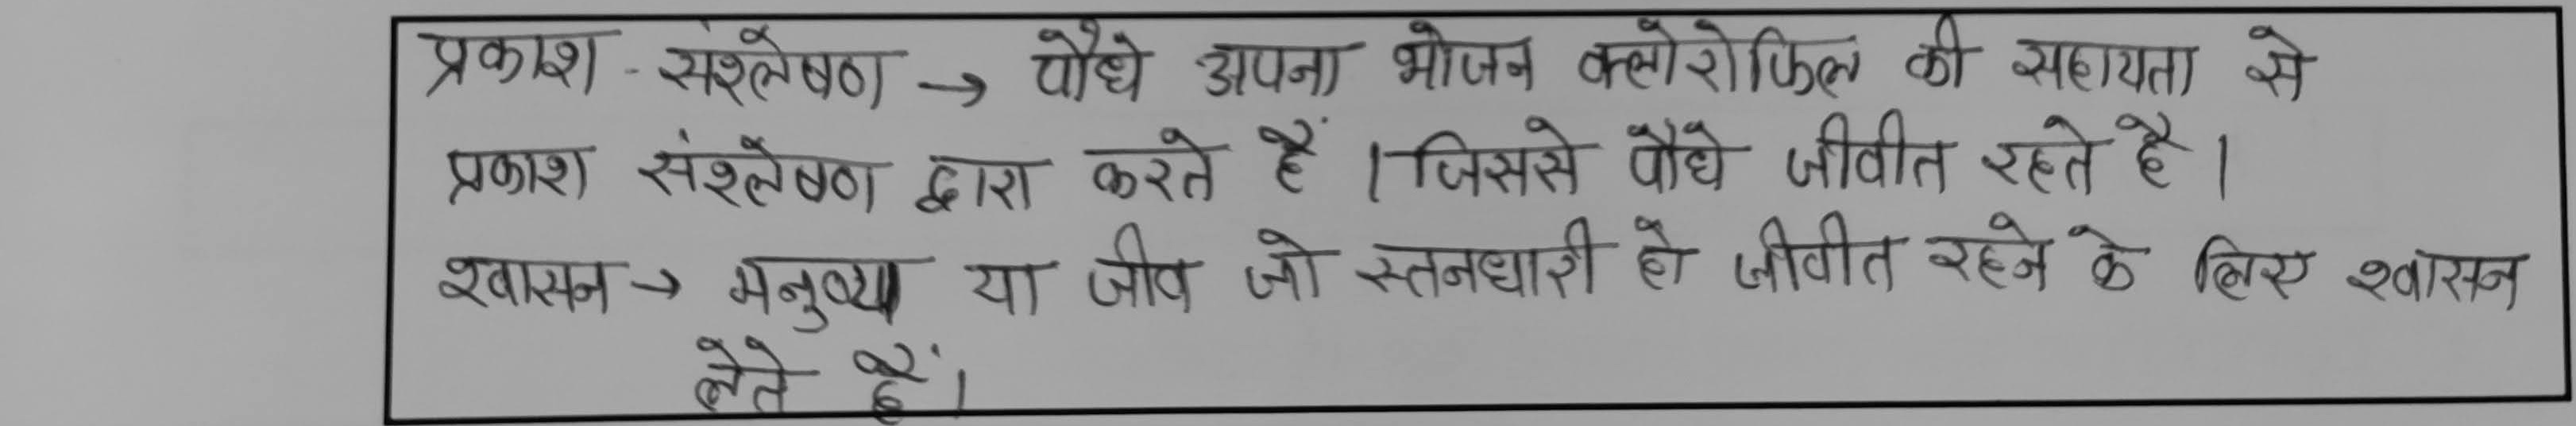 प्रकाश - संश्लेषण → पौधे अपना भोजन क्लोरोफिल की सहायता से
प्रकाश संश्लेषण द्वारा करते हैं । जिससे पौधे जीवीत रहते है ।
श्वासन → मनुष्य या जीव जो स्तनधारी हो जीवीत रहने के लिए श्वासन
लेते हैं ।